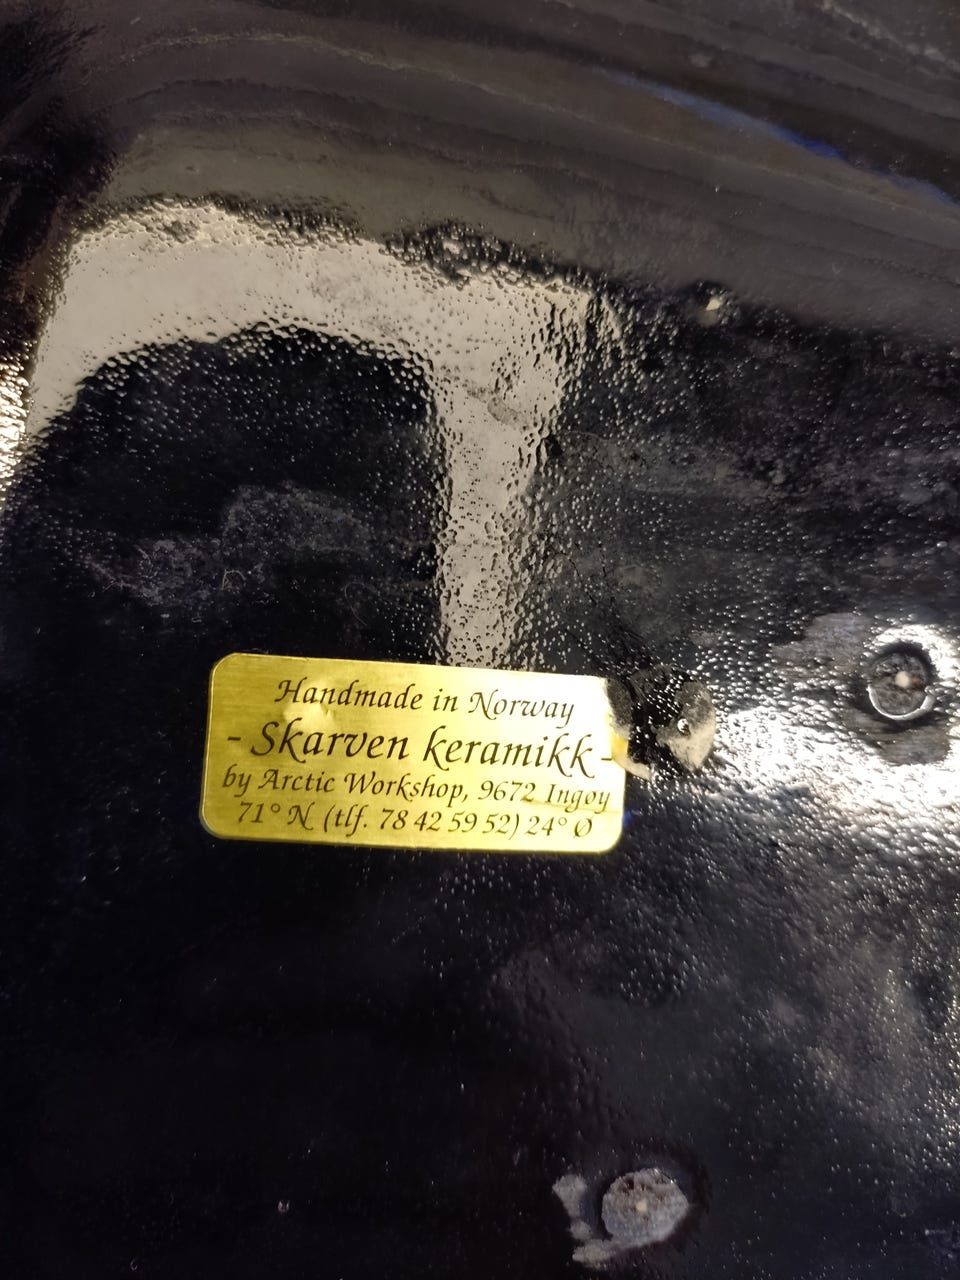 Handmade in Norway
- Skarven keramikk -
by Arctic Workshop, 9672 Ingøy
71° N (tlf. 78 42 59 52) 24° Ø